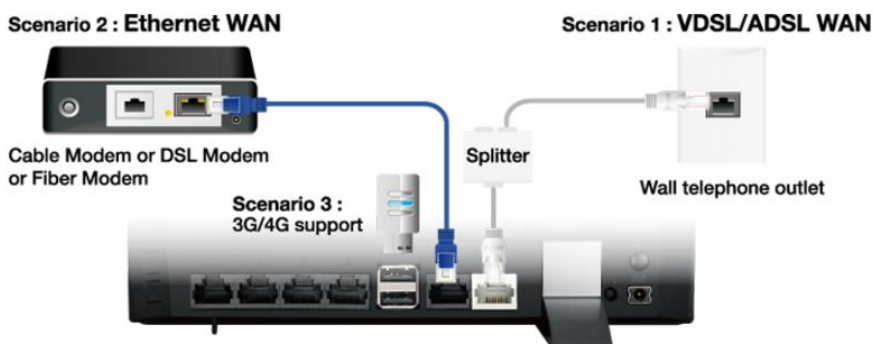 Scenario 2 : Ethernet WAN
Scenario 1 : VDSL/ADSL WAN
Cable Modem or DSL Modem
or Fiber Modem
Splitter
Scenario 3 :
3G/4G support
Wall telephone outlet